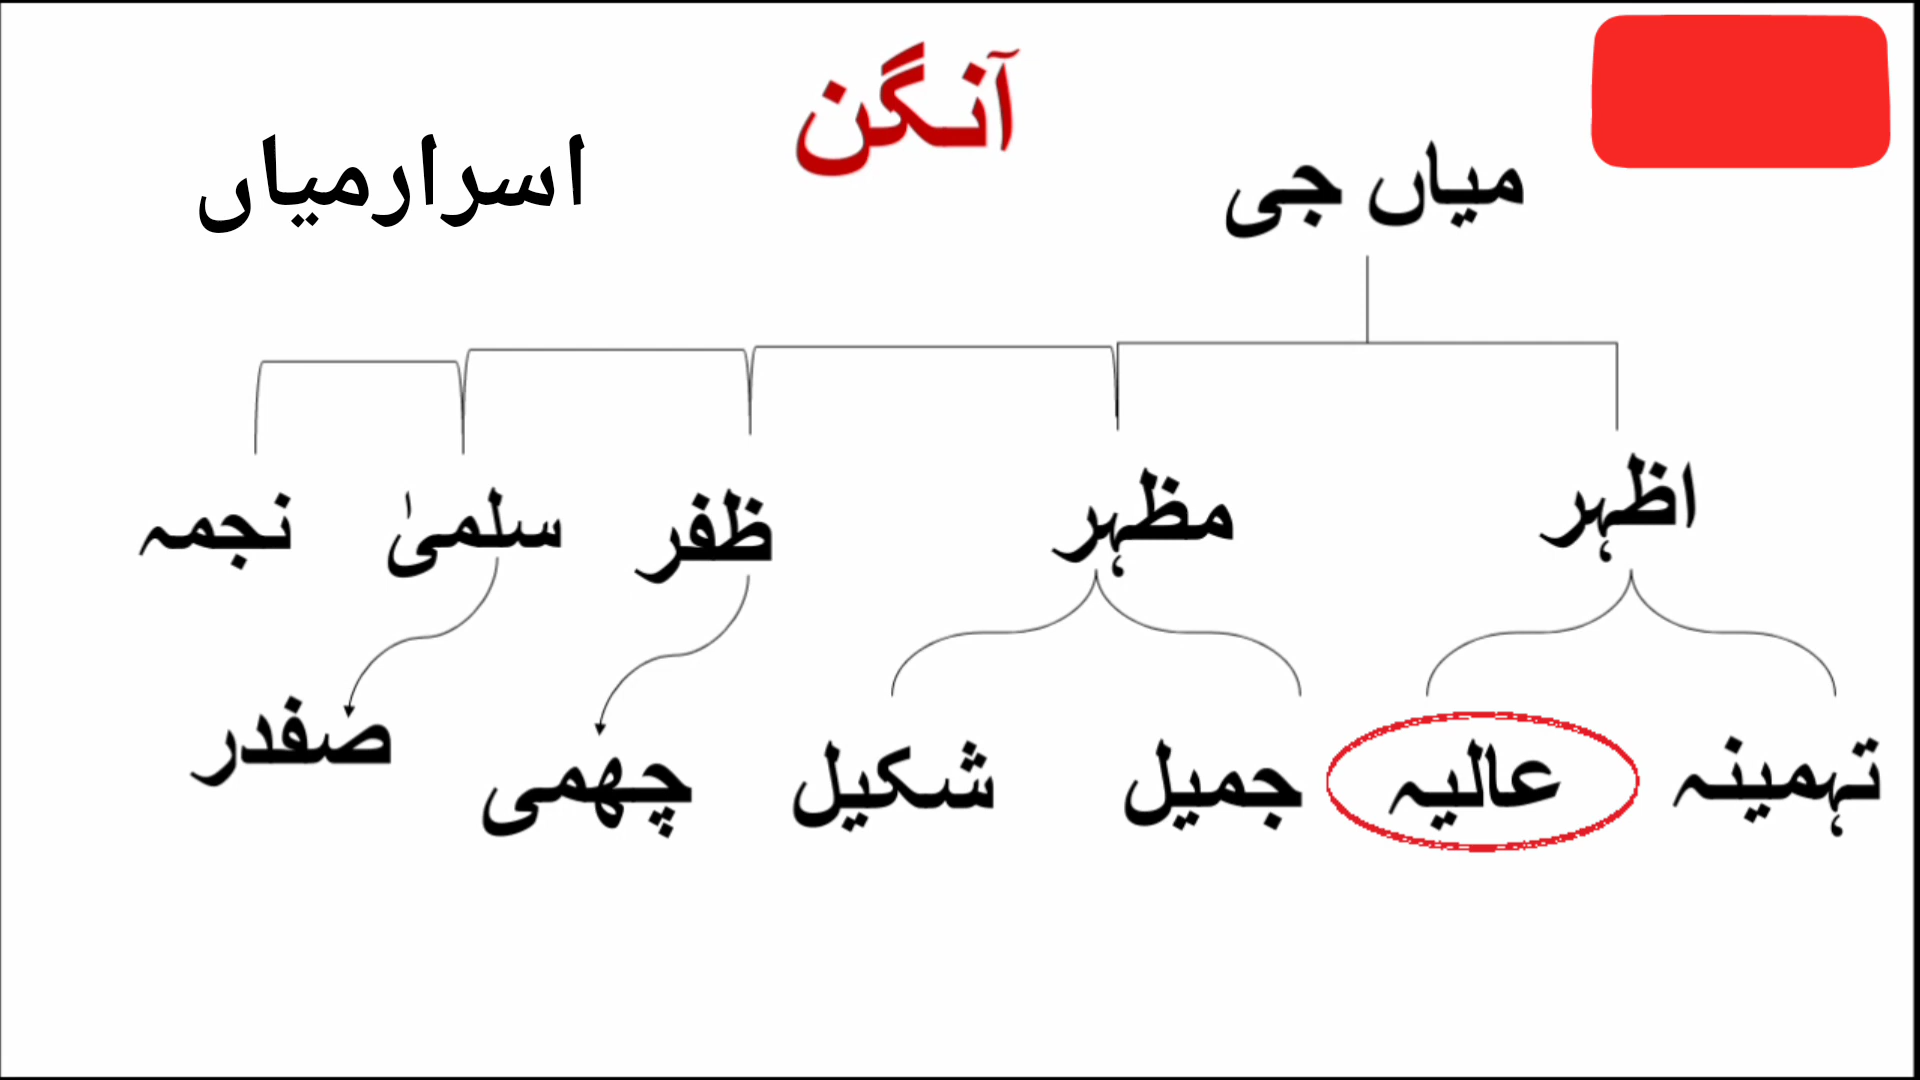 آنگن
میاں جی
اسرارمیاں
اظہر
مظہر
ظفر
سلمیٰ
نجمہ
تہمینہ
عالیہ
جمیل
شکیل
چھمی
صفدر